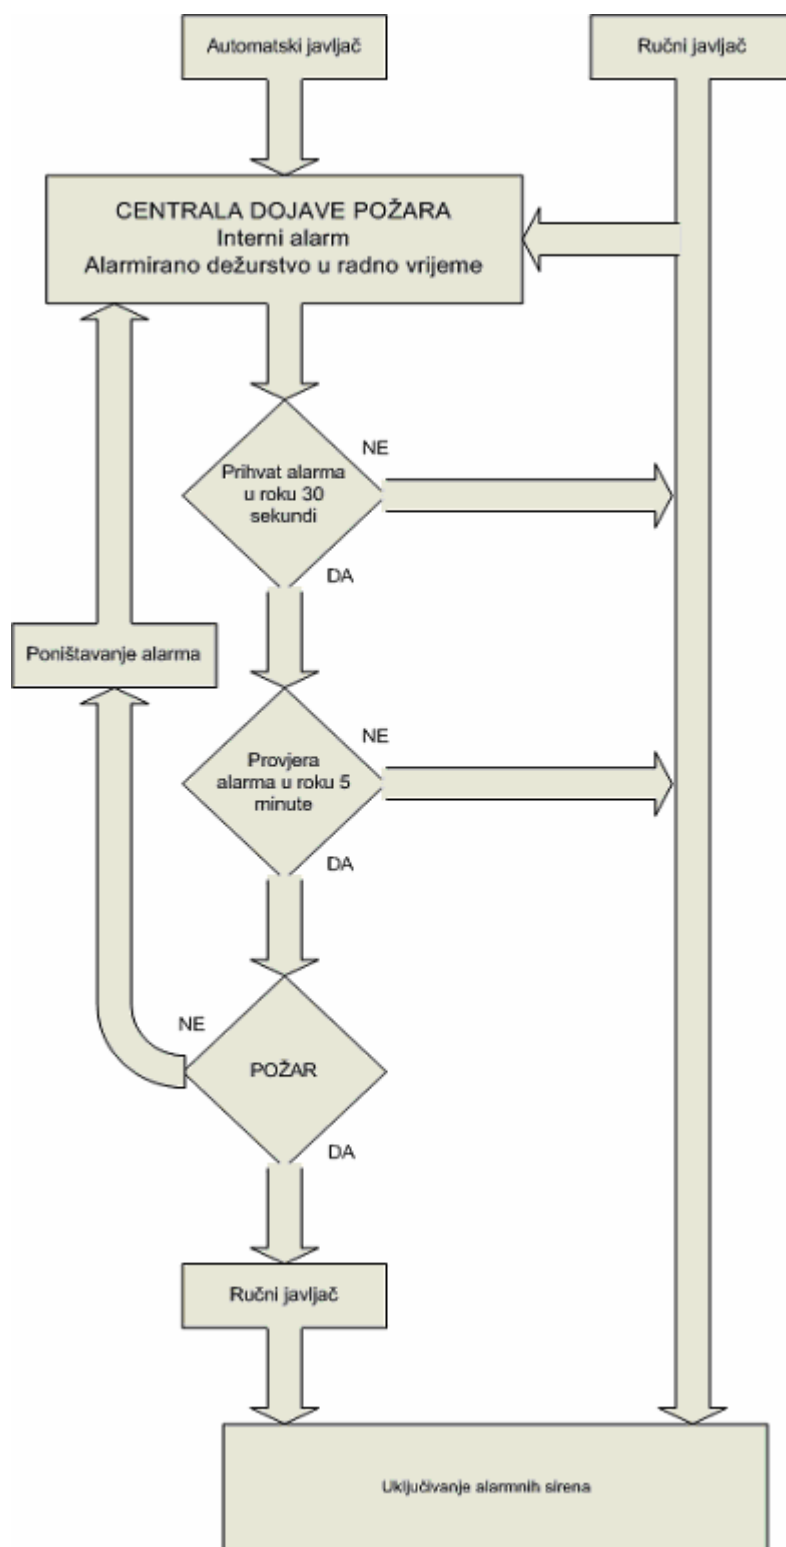 Automatski javljač
Ručni javljač
CENTRALA DOJAVE POŽARA
Interni alarm
Alarmirano dežurstvo u radno vrijeme
NE
Prihvat alarma
u roku 30
sekundi
DA
Poništavanje alarma
NE
Provjera
alarma u roku 5
minute
DA
NE
POŽAR
DA
Ručni javljač
Uključivanje alarmnih sirena